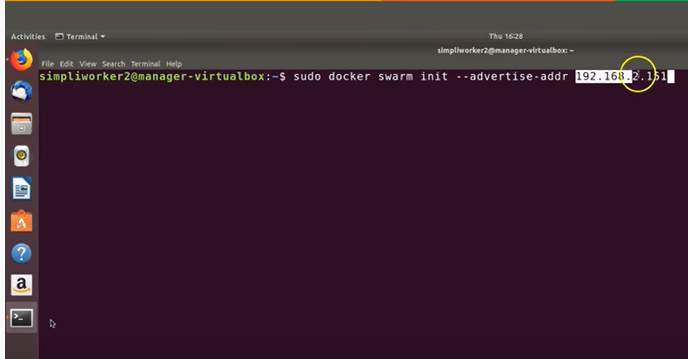 Activities Terminal Thu 16:28
simpliworker2@manager-virtualbox: ~
File Edit View Search Terminal Help
simpliworker2@manager-virtualbox:~$ sudo docker swarm init --advertise-addr 192.168.2.151